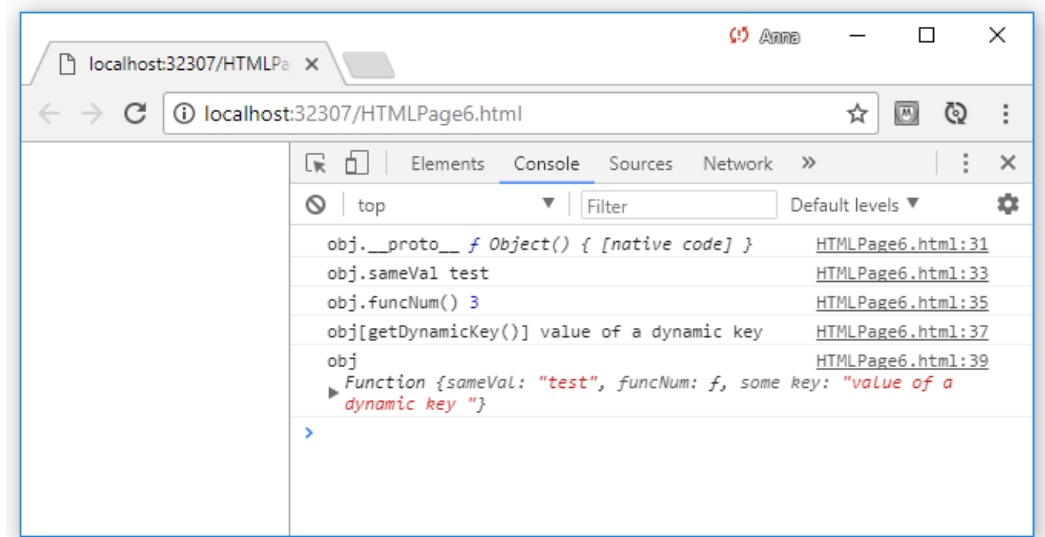 Anna
localhost:32307/HTMLPa
localhost:32307/HTMLPage6.html
Elements Console Sources Network »
top Filter Default levels
obj.__proto__ ƒ Object() { [native code] } HTMLPage6.html:31
obj.sameVal test HTMLPage6.html:33
obj.funcNum() 3 HTMLPage6.html:35
obj[getDynamicKey()] value of a dynamic key HTMLPage6.html:37
obj HTMLPage6.html:39
Function {sameVal: "test", funcNum: ƒ, some key: "value of a
dynamic key "}